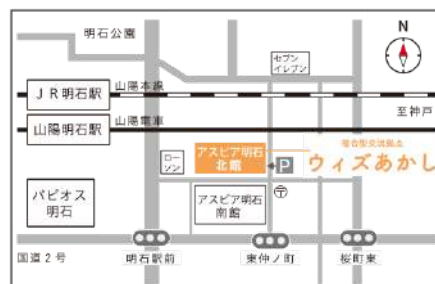 明石公園
N
セブン
イレブン
JR明石駅
山陽本線
至神戸
山陽明石駅
山陽電車
複合型交流拠点
ウィズあかし
アスピア明石
北館
P
ロー
ソン
パピオス
明石
アスピア明石
南館
〒
国道2号
明石駅前
東仲ノ町
桜町東